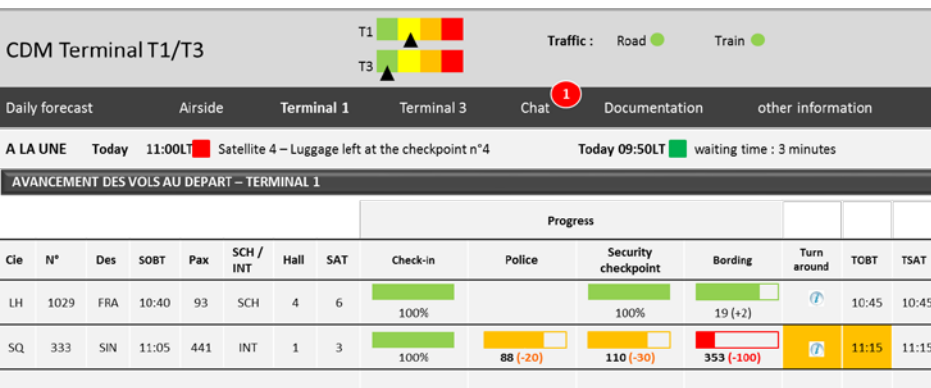 T1
CDM Terminal T1/T3
Traffic : Road Train
T3
Daily forecast Airside Terminal 1 Terminal 3 Chat 1 Documentation other information
A LA UNE Today 11:00LT Satellite 4 – Luggage left at the checkpoint n°4 Today 09:50LT waiting time : 3 minutes
AVANCEMENT DES VOLS AU DEPART – TERMINAL 1
Progress
Cie N° Des SOBT Pax SCH / INT Hall SAT Check-in Police Security checkpoint Bording Turn around TOBT TSAT
LH 1029 FRA 10:40 93 SCH 4 6 100% 100% 19 (+2) i 10:45 10:45
SQ 333 SIN 11:05 441 INT 1 3 100% 88 (-20) 110 (-30) 353 (-100) i 11:15 11:15